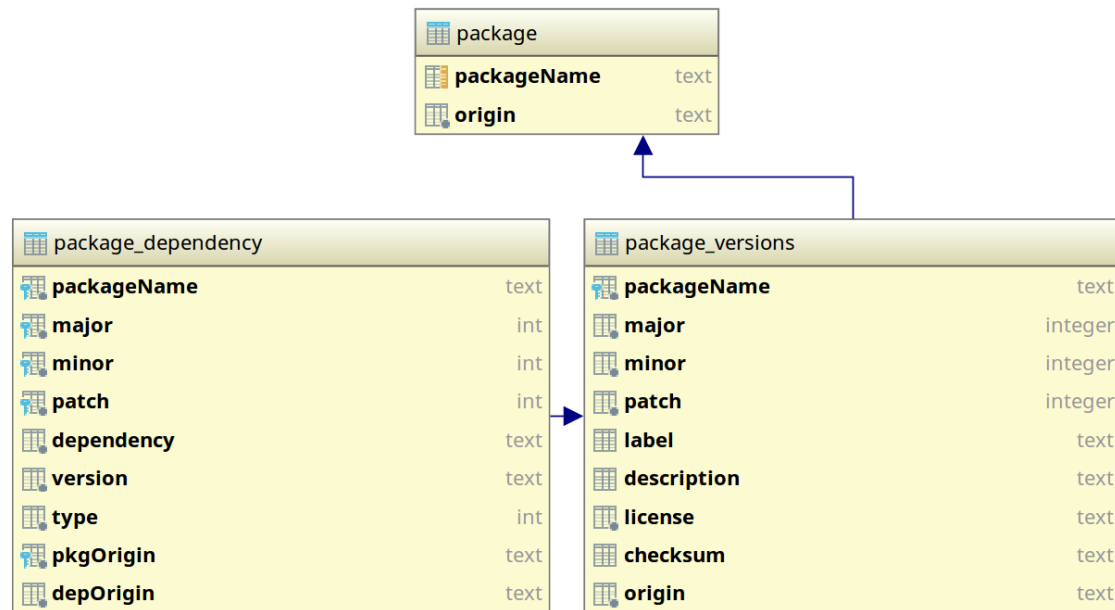 package
packageName text
origin text
package_dependency
packageName text
major int
minor int
patch int
dependency text
version text
type int
pkgOrigin text
depOrigin text
package_versions
packageName text
major integer
minor integer
patch integer
label text
description text
license text
checksum text
origin text